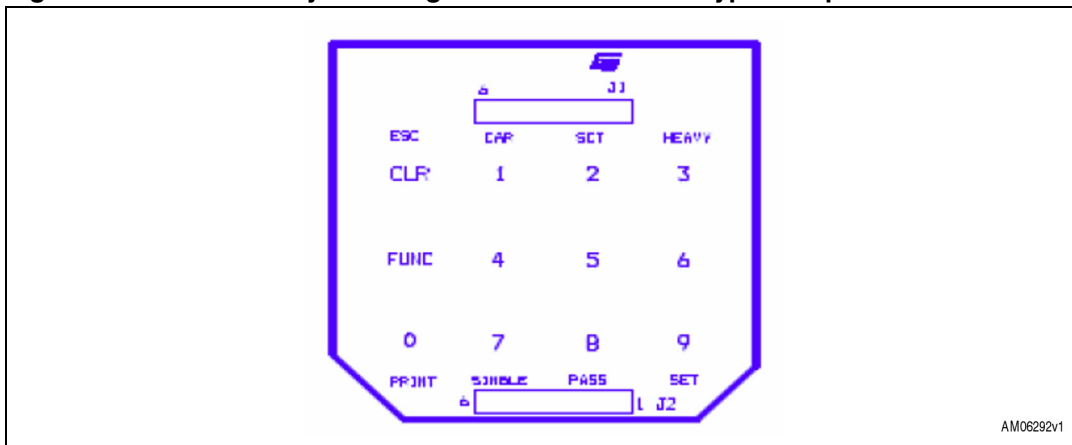 6 J1
ESC CAR SCT HEAVY
CLR 1 2 3
FUNC 4 5 6
0 7 8 9
PRINT SINGLE PASS SET
6 1 J2
AM06292v1